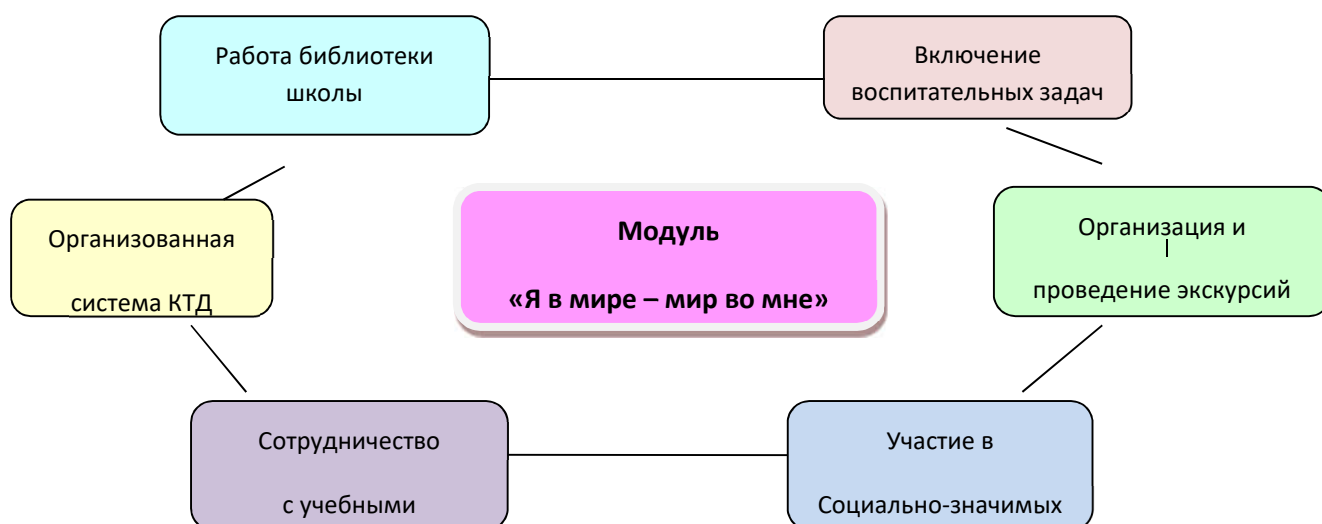 Работа библиотеки
школы
Включение
воспитательных задач
Организованная
система КТД
Модуль
«Я в мире – мир во мне»
Организация и
проведение экскурсий
Сотрудничество
с учебными
Участие в
Социально-значимых